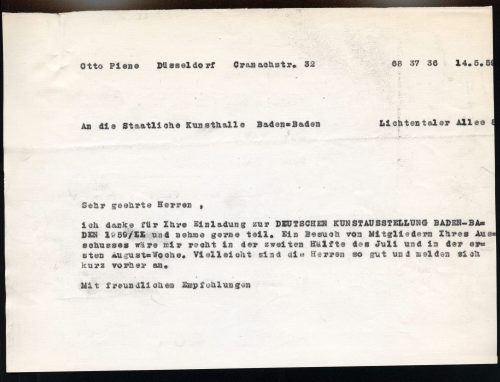 Otto Piene Düsseldorf Cranachstr. 32 68 37 36 14.5.59
An die Staatliche Kunsthalle Baden=Baden Lichtentaler Allee 8
Sehr geehrte Herren ,
ich danke für Ihre Einladung zur DEUTSCHEN KUNSTAUSSTELLUNG BADEN-BA-
DEN 1959/II und nehme gerne teil. Ein Besuch von Mitgliedern Ihres Aus-
schusses wäre mir recht in der zweiten Hälfte des Juli und in der er-
sten August=Woche. Vielleicht sind die Herren so gut und melden sich
kurz vorher an.
Mit freundlichen Empfehlungen